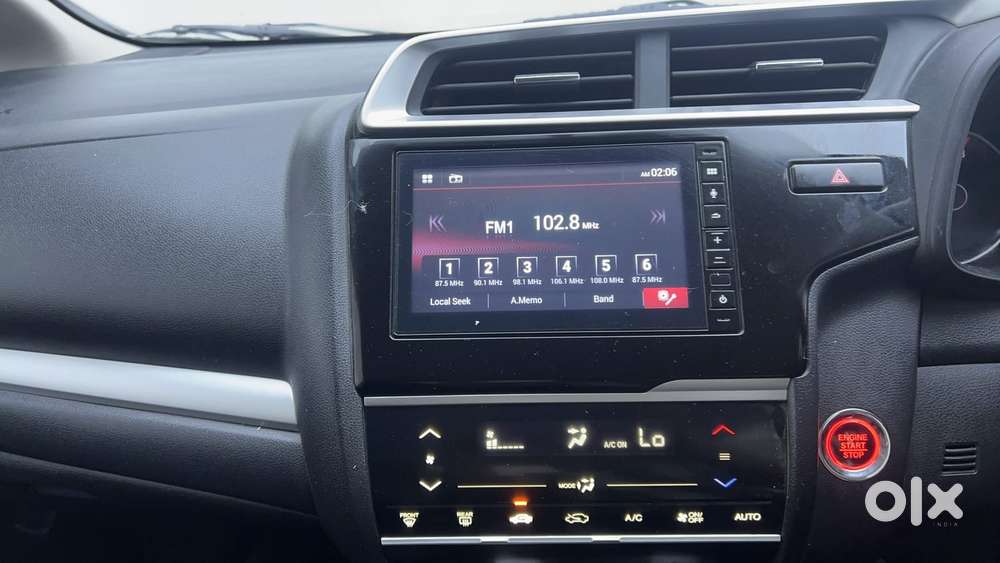 AM 02:06
FM1 102.8 MHz
1 2 3 4 5 6
87.5 MHz 90.1 MHz 98.1 MHz 106.1 MHz 108.0 MHz 87.5 MHz
Local Seek A.Memo Band
A/C ON Lo
MODE
FRONT REAR A/C ON/OFF AUTO
ENGINE
START
STOP
olx
INDIA